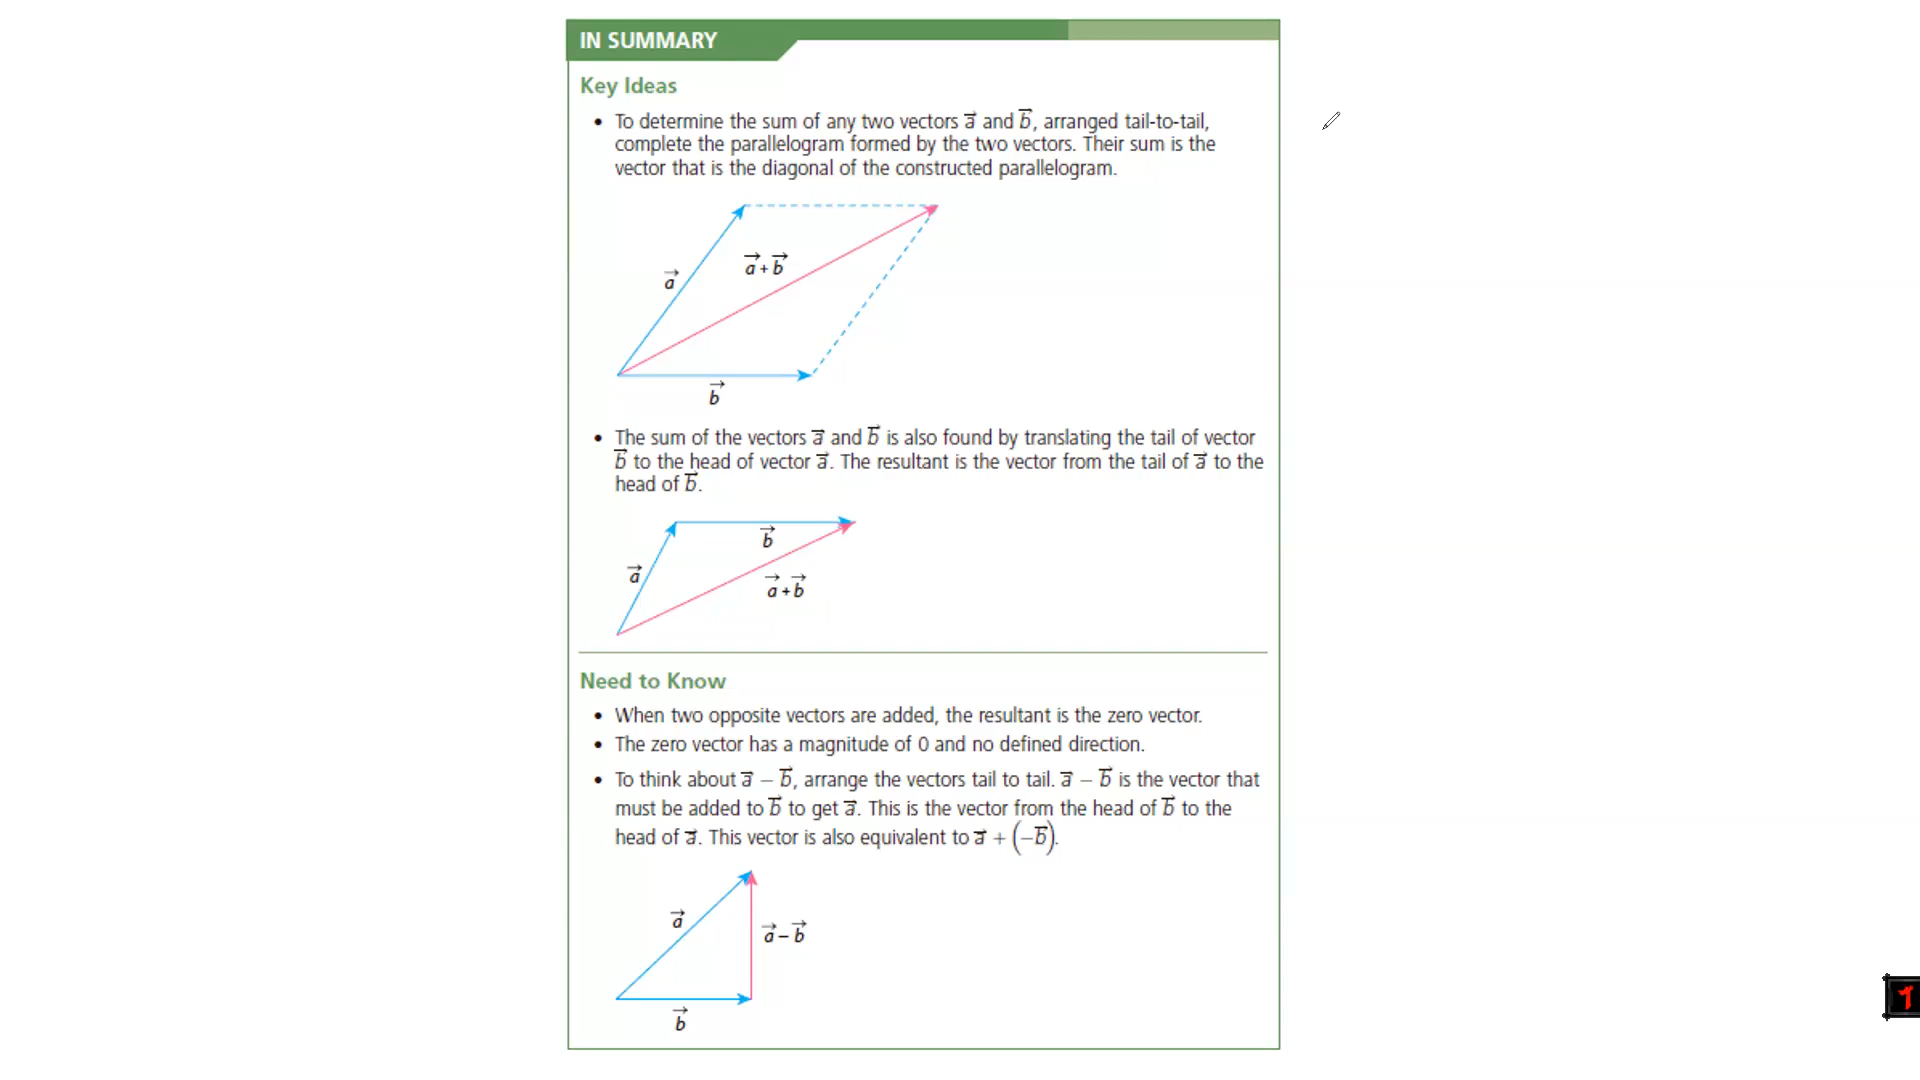 IN SUMMARY
Key Ideas
• To determine the sum of any two vectors a⃗ and b⃗, arranged tail-to-tail,
complete the parallelogram formed by the two vectors. Their sum is the
vector that is the diagonal of the constructed parallelogram.
a⃗ + b⃗
a⃗
b⃗
• The sum of the vectors a⃗ and b⃗ is also found by translating the tail of vector
b⃗ to the head of vector a⃗. The resultant is the vector from the tail of a⃗ to the
head of b⃗.
b⃗
a⃗
a⃗ + b⃗
Need to Know
• When two opposite vectors are added, the resultant is the zero vector.
• The zero vector has a magnitude of 0 and no defined direction.
• To think about a⃗ − b⃗, arrange the vectors tail to tail. a⃗ − b⃗ is the vector that
must be added to b⃗ to get a⃗. This is the vector from the head of b⃗ to the
head of a⃗. This vector is also equivalent to a⃗ + (−b⃗).
a⃗
a⃗ − b⃗
b⃗
1